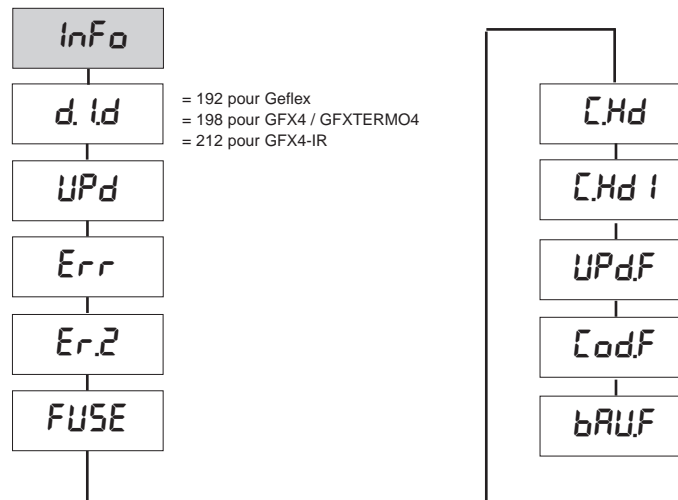 InFo
d.I.d
= 192 pour Geflex
= 198 pour GFX4 / GFXTERMO4
= 212 pour GFX4-IR
UPd
Err
Er.2
FUSE
C.Hd
C.Hd1
UPd.F
Cod.F
bAU.F